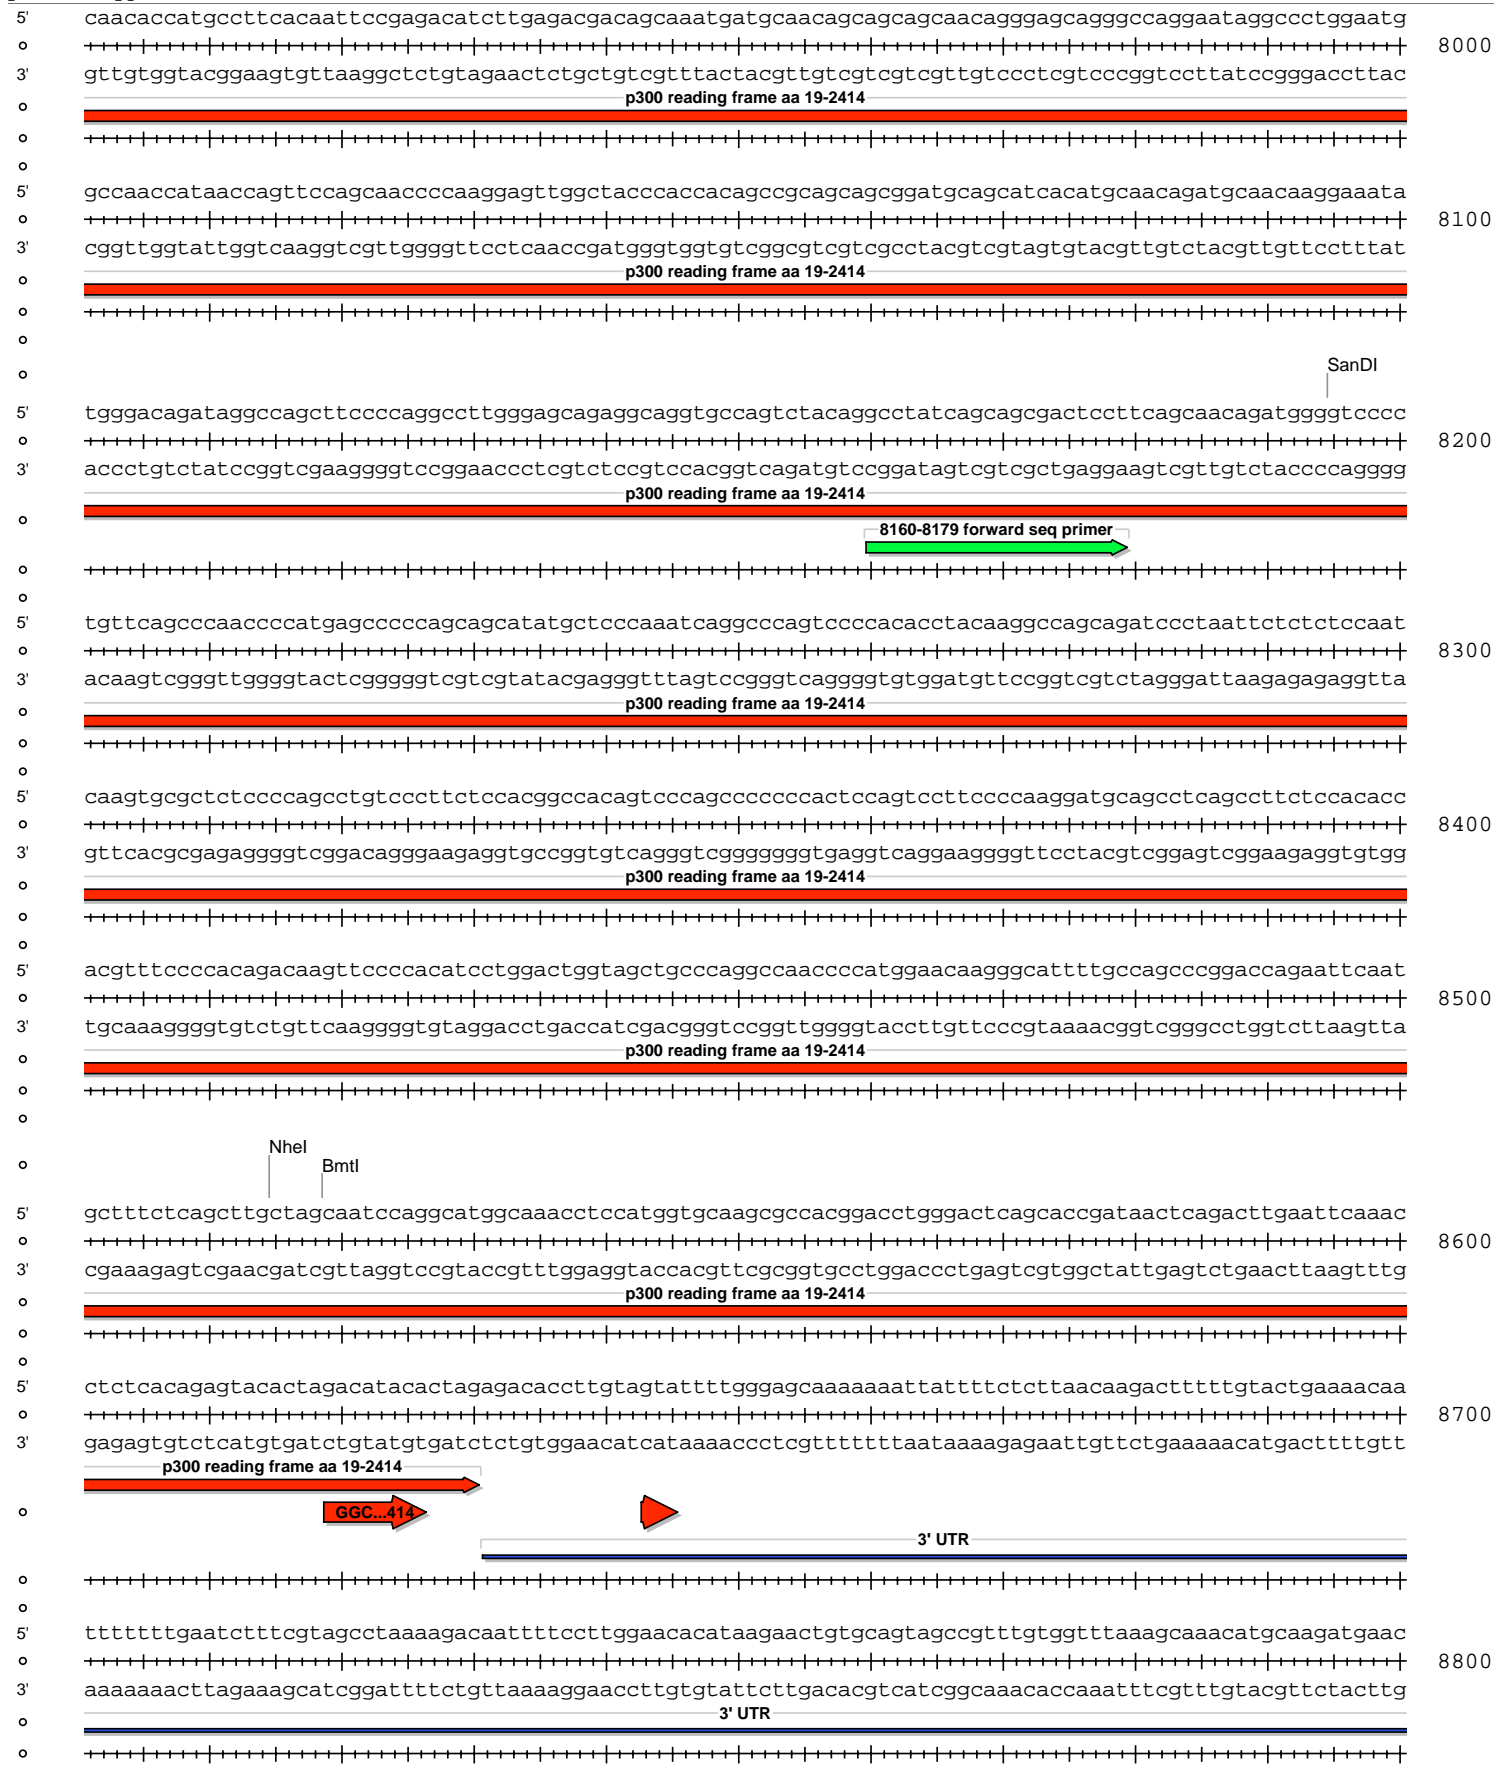 5' caacaccatgccttcacaattccgagacatcttgagacgacagcaaatgatgcaacagcagcagcaacagggagcagggccaggaataggccctggaatg
8000
3' gttgtggtacggaagtgttaaggctctgtagaactctgctgtcgtttactacgttgtcgtcgtcgttgtccctcgtcccggtccttatccgggaccttac
p300 reading frame aa 19-2414
5' gccaaccataaccagttccagcaaccccaaggagttggctacccaccacagccgcagcagcggatgcagcatcacatgcaacagatgcaacaaggaaata
8100
3' cggttggtattggtcaaggtcgttggggttcctcaaccgatgggtggtgtcggcgtcgtcgcctacgtcgtagtgtacgttgtctacgttgttcctttat
p300 reading frame aa 19-2414
SanDI
5' tgggacagataggccagcttccccaggccttgggagcagaggcaggtgccagtctacaggcctatcagcagcgactccttcagcaacagatggggtcccc
8200
3' accctgtctatccggtcgaaggggtccggaaccctcgtctccgtccacggtcagatgtccggatagtcgtcgctgaggaagtcgttgtctaccccagggg
p300 reading frame aa 19-2414
8160-8179 forward seq primer
5' tgttcagcccaaccccatgagcccccagcagcatatgctcccaaatcaggcccagtccccacacctacaaggccagcagatccctaattctctctccaat
8300
3' acaagtcgggttggggtactcgggggtcgtcgtatacgagggtttagtccgggtcaggggtgtggatgttccggtcgtctagggattaagagagaggtta
p300 reading frame aa 19-2414
5' caagtgcgctctccccagcctgtcccttctccacggccacagtcccagcccccccactccagtccttccccaaggatgcagcctcagccttctccacacc
8400
3' gttcacgcgagaggggtcggacagggaagaggtgccggtgtcagggtcgggggggtgaggtcaggaaggggttcctacgtcggagtcggaagaggtgtgg
p300 reading frame aa 19-2414
5' acgtttccccacagacaagttccccacatcctggactggtagctgcccaggccaaccccatggaacaagggcattttgccagcccggaccagaattcaat
8500
3' tgcaaaggggtgtctgttcaaggggtgtaggacctgaccatcgacgggtccggttggggtaccttgttcccgtaaaacggtcgggcctggtcttaagtta
p300 reading frame aa 19-2414
NheI
BmtI
5' gctttctcagcttgctagcaatccaggcatggcaaacctccatggtgcaagcgccacggacctgggactcagcaccgataactcagacttgaattcaaac
8600
3' cgaaagagtcgaacgatcgttaggtccgtaccgtttggaggtaccacgttcgcggtgcctggaccctgagtcgtggctattgagtctgaacttaagtttg
p300 reading frame aa 19-2414
5' ctctcacagagtacactagacatacactagagacaccttgtagtattttgggagcaaaaaaattattttctcttaacaagactttttgtactgaaaacaa
8700
3' gagagtgtctcatgtgatctgtatgtgatctctgtggaacatcataaaaccctcgtttttttaataaaagagaattgttctgaaaaacatgacttttgtt
p300 reading frame aa 19-2414
GGC...414
3' UTR
5' tttttttgaatctttcgtagcctaaaagacaattttccttggaacacataagaactgtgcagtagccgtttgtggtttaaagcaaacatgcaagatgaac
8800
3' aaaaaaacttagaaagcatcggattttctgttaaaaggaaccttgtgtattcttgacacgtcatcggcaaacaccaaatttcgtttgtacgttctacttg
3' UTR